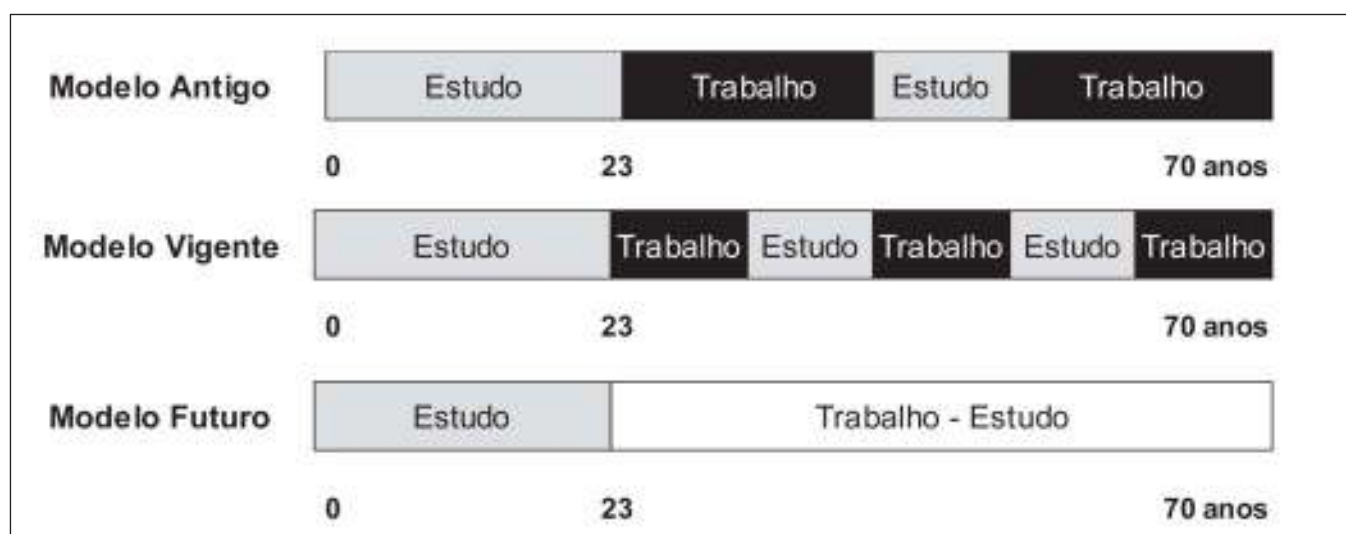 Modelo Antigo Estudo Trabalho Estudo Trabalho
0 23 70 anos
Modelo Vigente Estudo Trabalho Estudo Trabalho Estudo Trabalho
0 23 70 anos
Modelo Futuro Estudo Trabalho - Estudo
0 23 70 anos